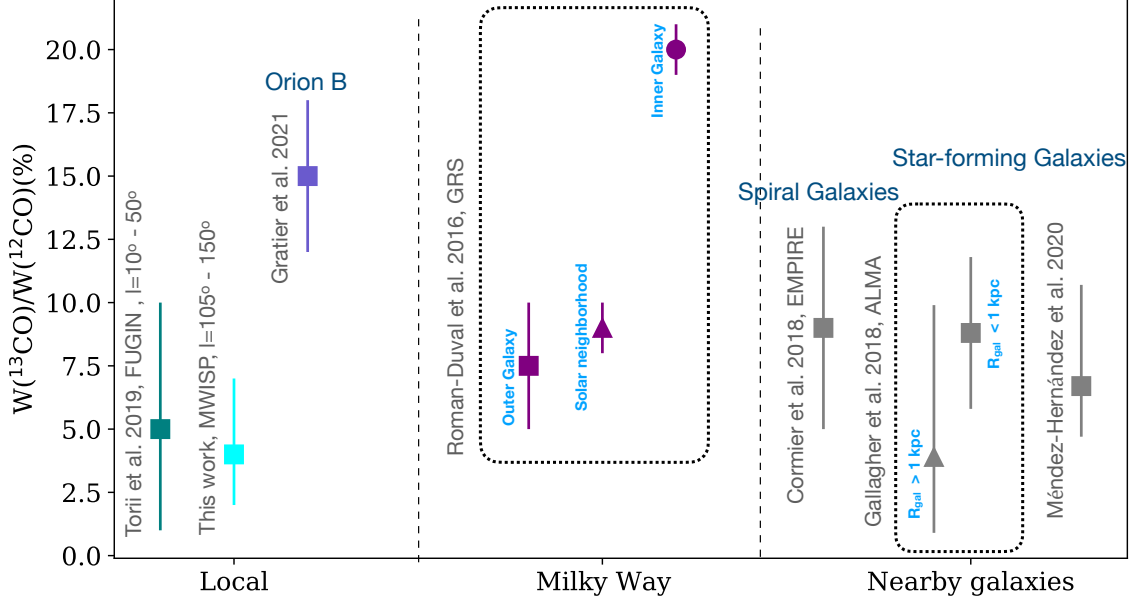 W(¹³CO)/W(¹²CO)(%)
20.0
17.5
15.0
12.5
10.0
7.5
5.0
2.5
0.0
Torii et al. 2019, FUGIN , l=10º - 50º
This work, MWISP, l=105º - 150º
Orion B
Gratier et al. 2021
Roman-Duval et al. 2016, GRS
Outer Galaxy
Solar neighborhood
Inner Galaxy
Spiral Galaxies
Cormier et al. 2018, EMPIRE
Star-forming Galaxies
Gallagher et al. 2018, ALMA
Rgal > 1 kpc
Rgal < 1 kpc
Méndez-Hernández et al. 2020
Local
Milky Way
Nearby galaxies